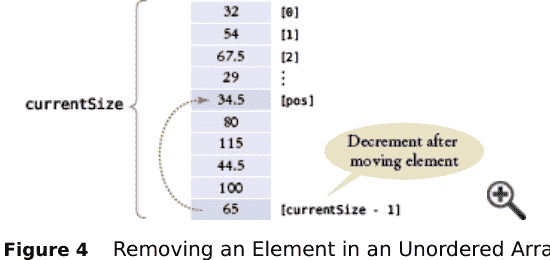 32 [0]
54 [1]
67.5 [2]
29 ⋮
currentSize 34.5 [pos]
80
115 Decrement after
44.5 moving element
100
65 [currentSize - 1]
Figure 4 Removing an Element in an Unordered Arra